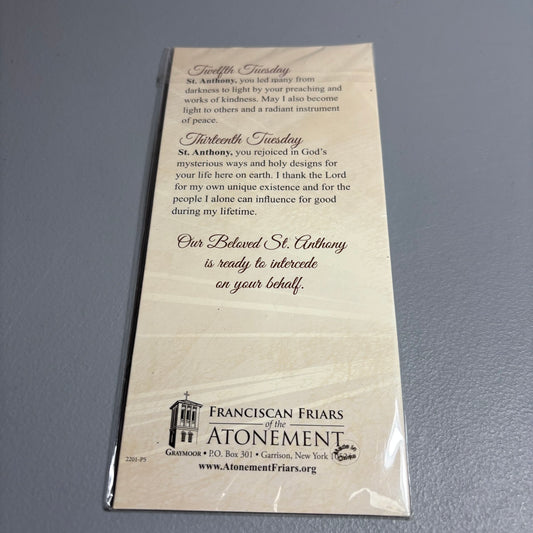 Twelfth Tuesday
St. Anthony, you led many from
darkness to light by your preaching and
works of kindness. May I also become
light to others and a radiant instrument
of peace.
Thirteenth Tuesday
St. Anthony, you rejoiced in God's
mysterious ways and holy designs for
your life here on earth. I thank the Lord
for my own unique existence and for the
people I alone can influence for good
during my lifetime.
Our Beloved St. Anthony
is ready to intercede
on your behalf.
FRANCISCAN FRIARS
of the
ATONEMENT
GRAYMOOR • P.O. Box 301 • Garrison, New York
www.AtonementFriars.org
2201-P5
Made in
China